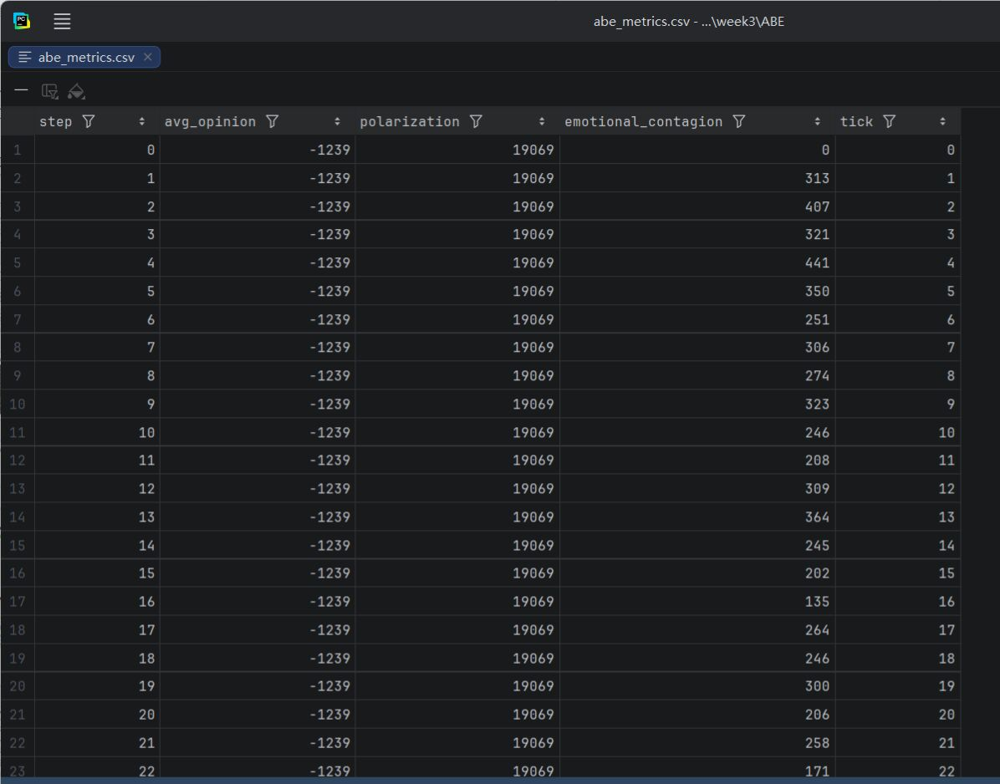 PC
abe_metrics.csv - ...\week3\ABE
abe_metrics.csv
step avg_opinion polarization emotional_contagion tick
1 0 -1239 19069 0 0
2 1 -1239 19069 313 1
3 2 -1239 19069 407 2
4 3 -1239 19069 321 3
5 4 -1239 19069 441 4
6 5 -1239 19069 350 5
7 6 -1239 19069 251 6
8 7 -1239 19069 306 7
9 8 -1239 19069 274 8
10 9 -1239 19069 323 9
11 10 -1239 19069 246 10
12 11 -1239 19069 208 11
13 12 -1239 19069 309 12
14 13 -1239 19069 364 13
15 14 -1239 19069 245 14
16 15 -1239 19069 202 15
17 16 -1239 19069 135 16
18 17 -1239 19069 264 17
19 18 -1239 19069 246 18
20 19 -1239 19069 300 19
21 20 -1239 19069 206 20
22 21 -1239 19069 258 21
23 22 -1239 19069 171 22